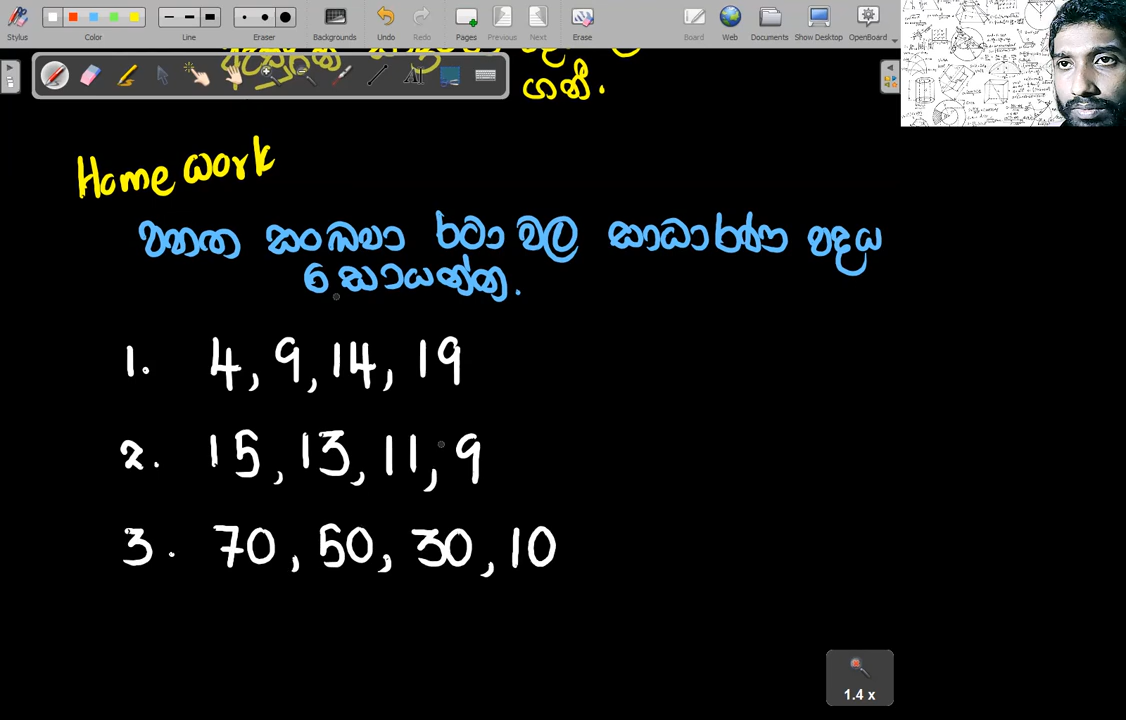 Stylus Color Line Eraser Backgrounds Undo Redo Pages Previous Next Erase Board Web Documents Show Desktop OpenBoard
ගත්.
Home work
පහත සංඛ්‍යා රටා වල සාධාරණ පදය
සොයන්න.
1. 4, 9, 14, 19
2. 15, 13, 11, 9
3. 70, 50, 30, 10
1.4 x